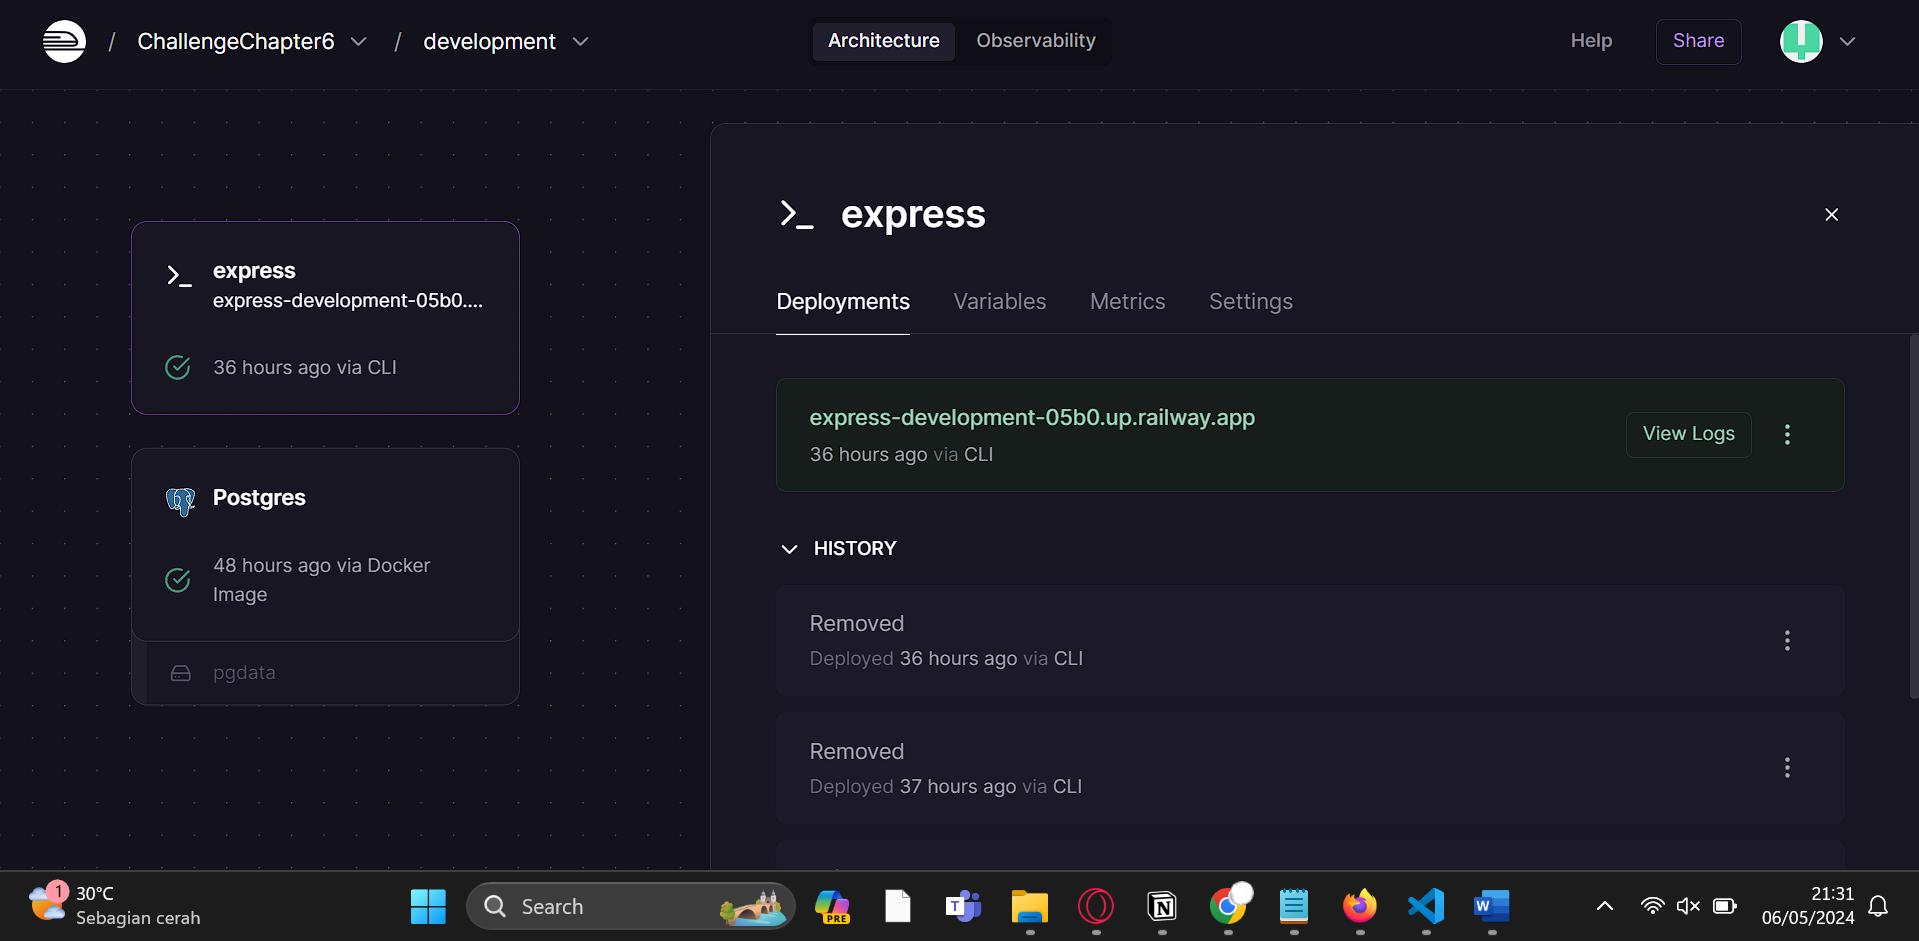 / ChallengeChapter6 / development
Architecture Observability
Help Share
express
express-development-05b0....
36 hours ago via CLI
Postgres
48 hours ago via Docker
Image
pgdata
express
Deployments Variables Metrics Settings
express-development-05b0.up.railway.app
36 hours ago via CLI
View Logs
HISTORY
Removed
Deployed 36 hours ago via CLI
Removed
Deployed 37 hours ago via CLI
1
30°C
Sebagian cerah
Search
PRE
T
N
W
21:31
06/05/2024